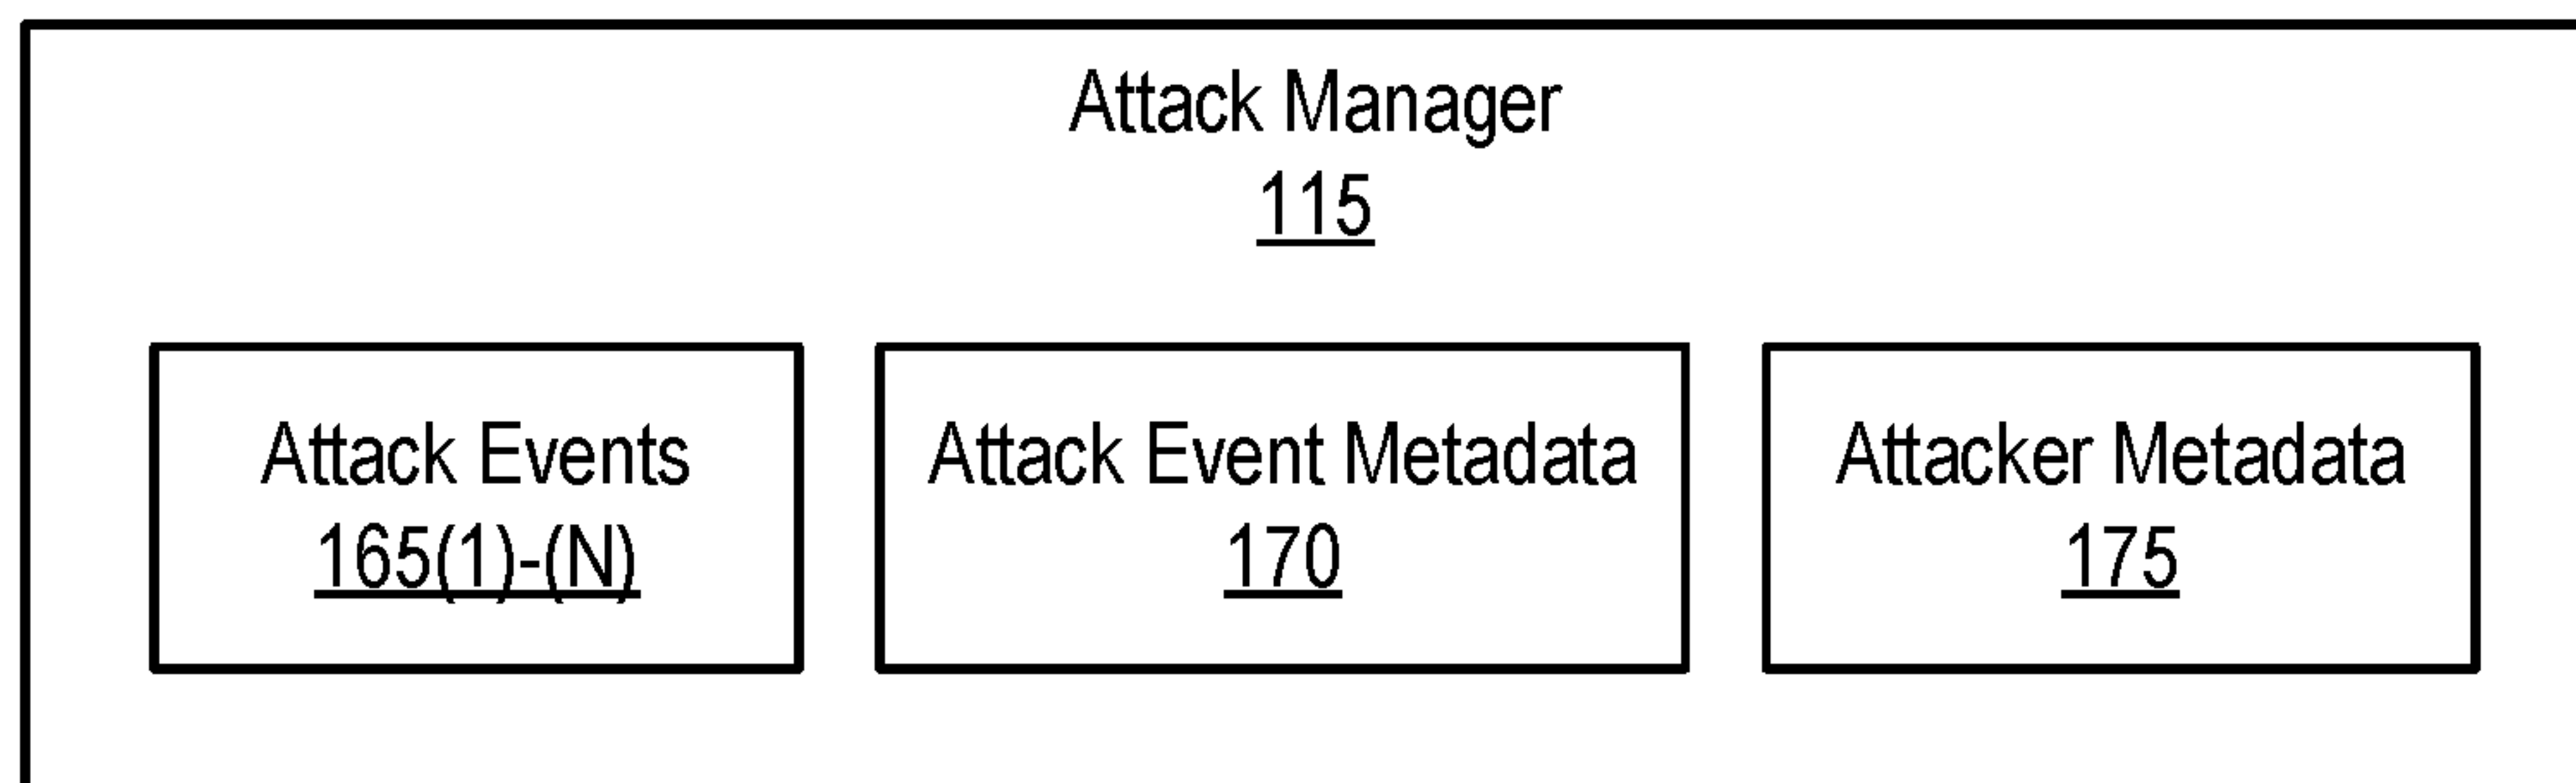 Attack Manager
115
Attack Events
165(1)-(N)
Attack Event Metadata
170
Attacker Metadata
175